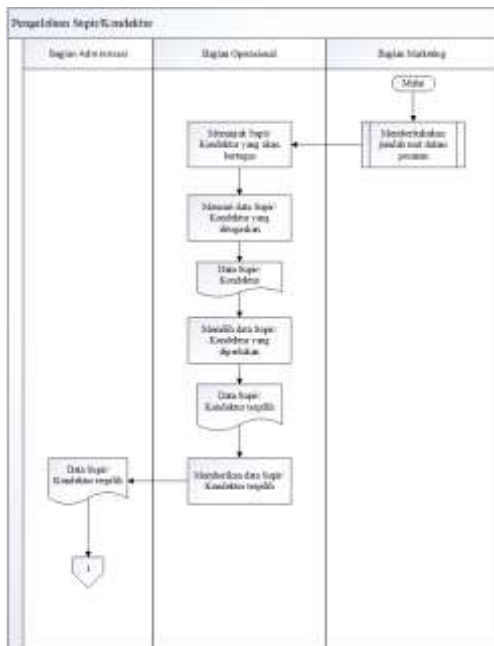 Pengelolaan Supir/Kondektur
Bagian Administrasi
Bagian Operasional
Bagian Marketing
Mulai
Memberitahukan
jumlah unit dalam
pesanan
Menunjuk Supir/
Kondektur yang akan
bertugas
Mencari data Supir/
Kondektur yang
ditugaskan
Data Supir/
Kondektur
Memilih data Supir/
Kondektur yang
diperlukan
Data Supir/
Kondektur terpilih
Memberikan data Supir/
Kondektur terpilih
Data Supir/
Kondektur terpilih
1